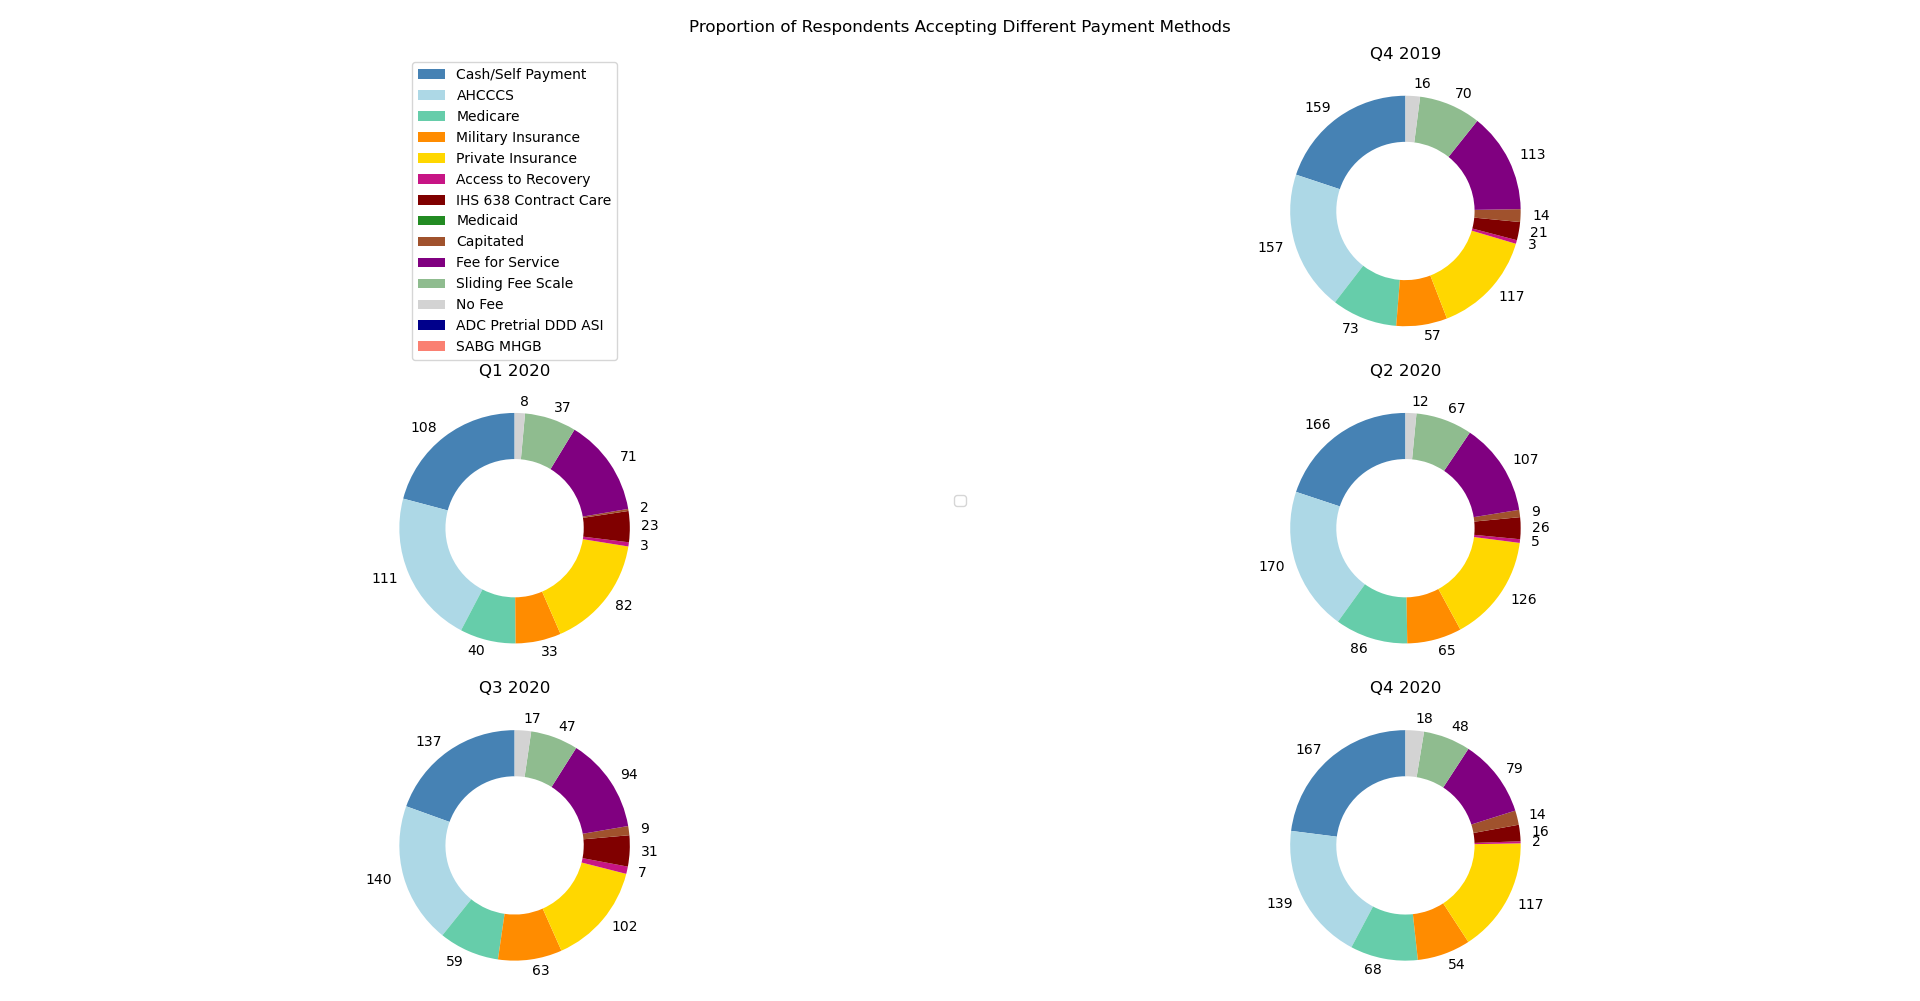 Proportion of Respondents Accepting Different Payment Methods
Cash/Self Payment
AHCCCS
Medicare
Military Insurance
Private Insurance
Access to Recovery
IHS 638 Contract Care
Medicaid
Capitated
Fee for Service
Sliding Fee Scale
No Fee
ADC Pretrial DDD ASI
SABG MHGB
Q4 2019
159
157
73
57
117
3
21
14
113
70
16
Q1 2020
108
111
40
33
82
3
23
2
71
37
8
Q2 2020
166
170
86
65
126
5
26
9
107
67
12
Q3 2020
137
140
59
63
102
7
31
9
94
47
17
Q4 2020
167
139
68
54
117
2
16
14
79
48
18